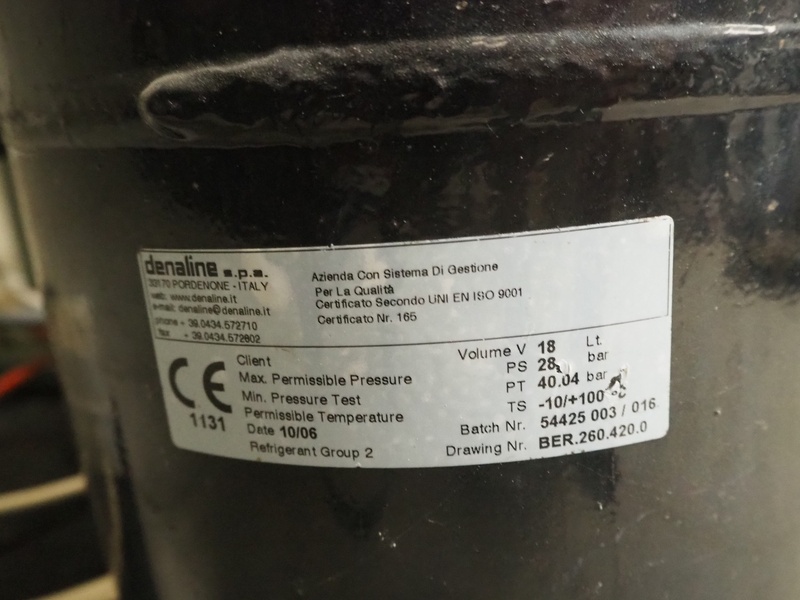 denaline s.p.a.
33170 PORDENONE - ITALY
web: www.denaline.it
e-mail: denaline@denaline.it
phone + 39.0434.572710
fax + 39.0434.572802
Azienda Con Sistema Di Gestione
Per La Qualità
Certificato Secondo UNI EN ISO 9001
Certificato Nr. 165
CE
1131
Client
Volume V 18 Lt.
Max. Permissible Pressure PS 28 bar
Min. Pressure Test PT 40.04 bar
Permissible Temperature TS -10/+100 °C
Date 10/06 Batch Nr. 54425 003 / 016
Refrigerant Group 2 Drawing Nr. BER.260.420.0